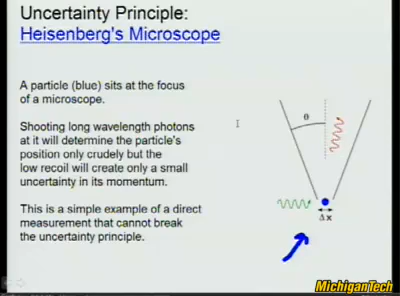 Uncertainty Principle:
Heisenberg's Microscope
A particle (blue) sits at the focus
of a microscope.
Shooting long wavelength photons
at it will determine the particle's
position only crudely but the
low recoil will create only a small
uncertainty in its momentum.
This is a simple example of a direct
measurement that cannot break
the uncertainty principle.
θ
Δx
MichiganTech